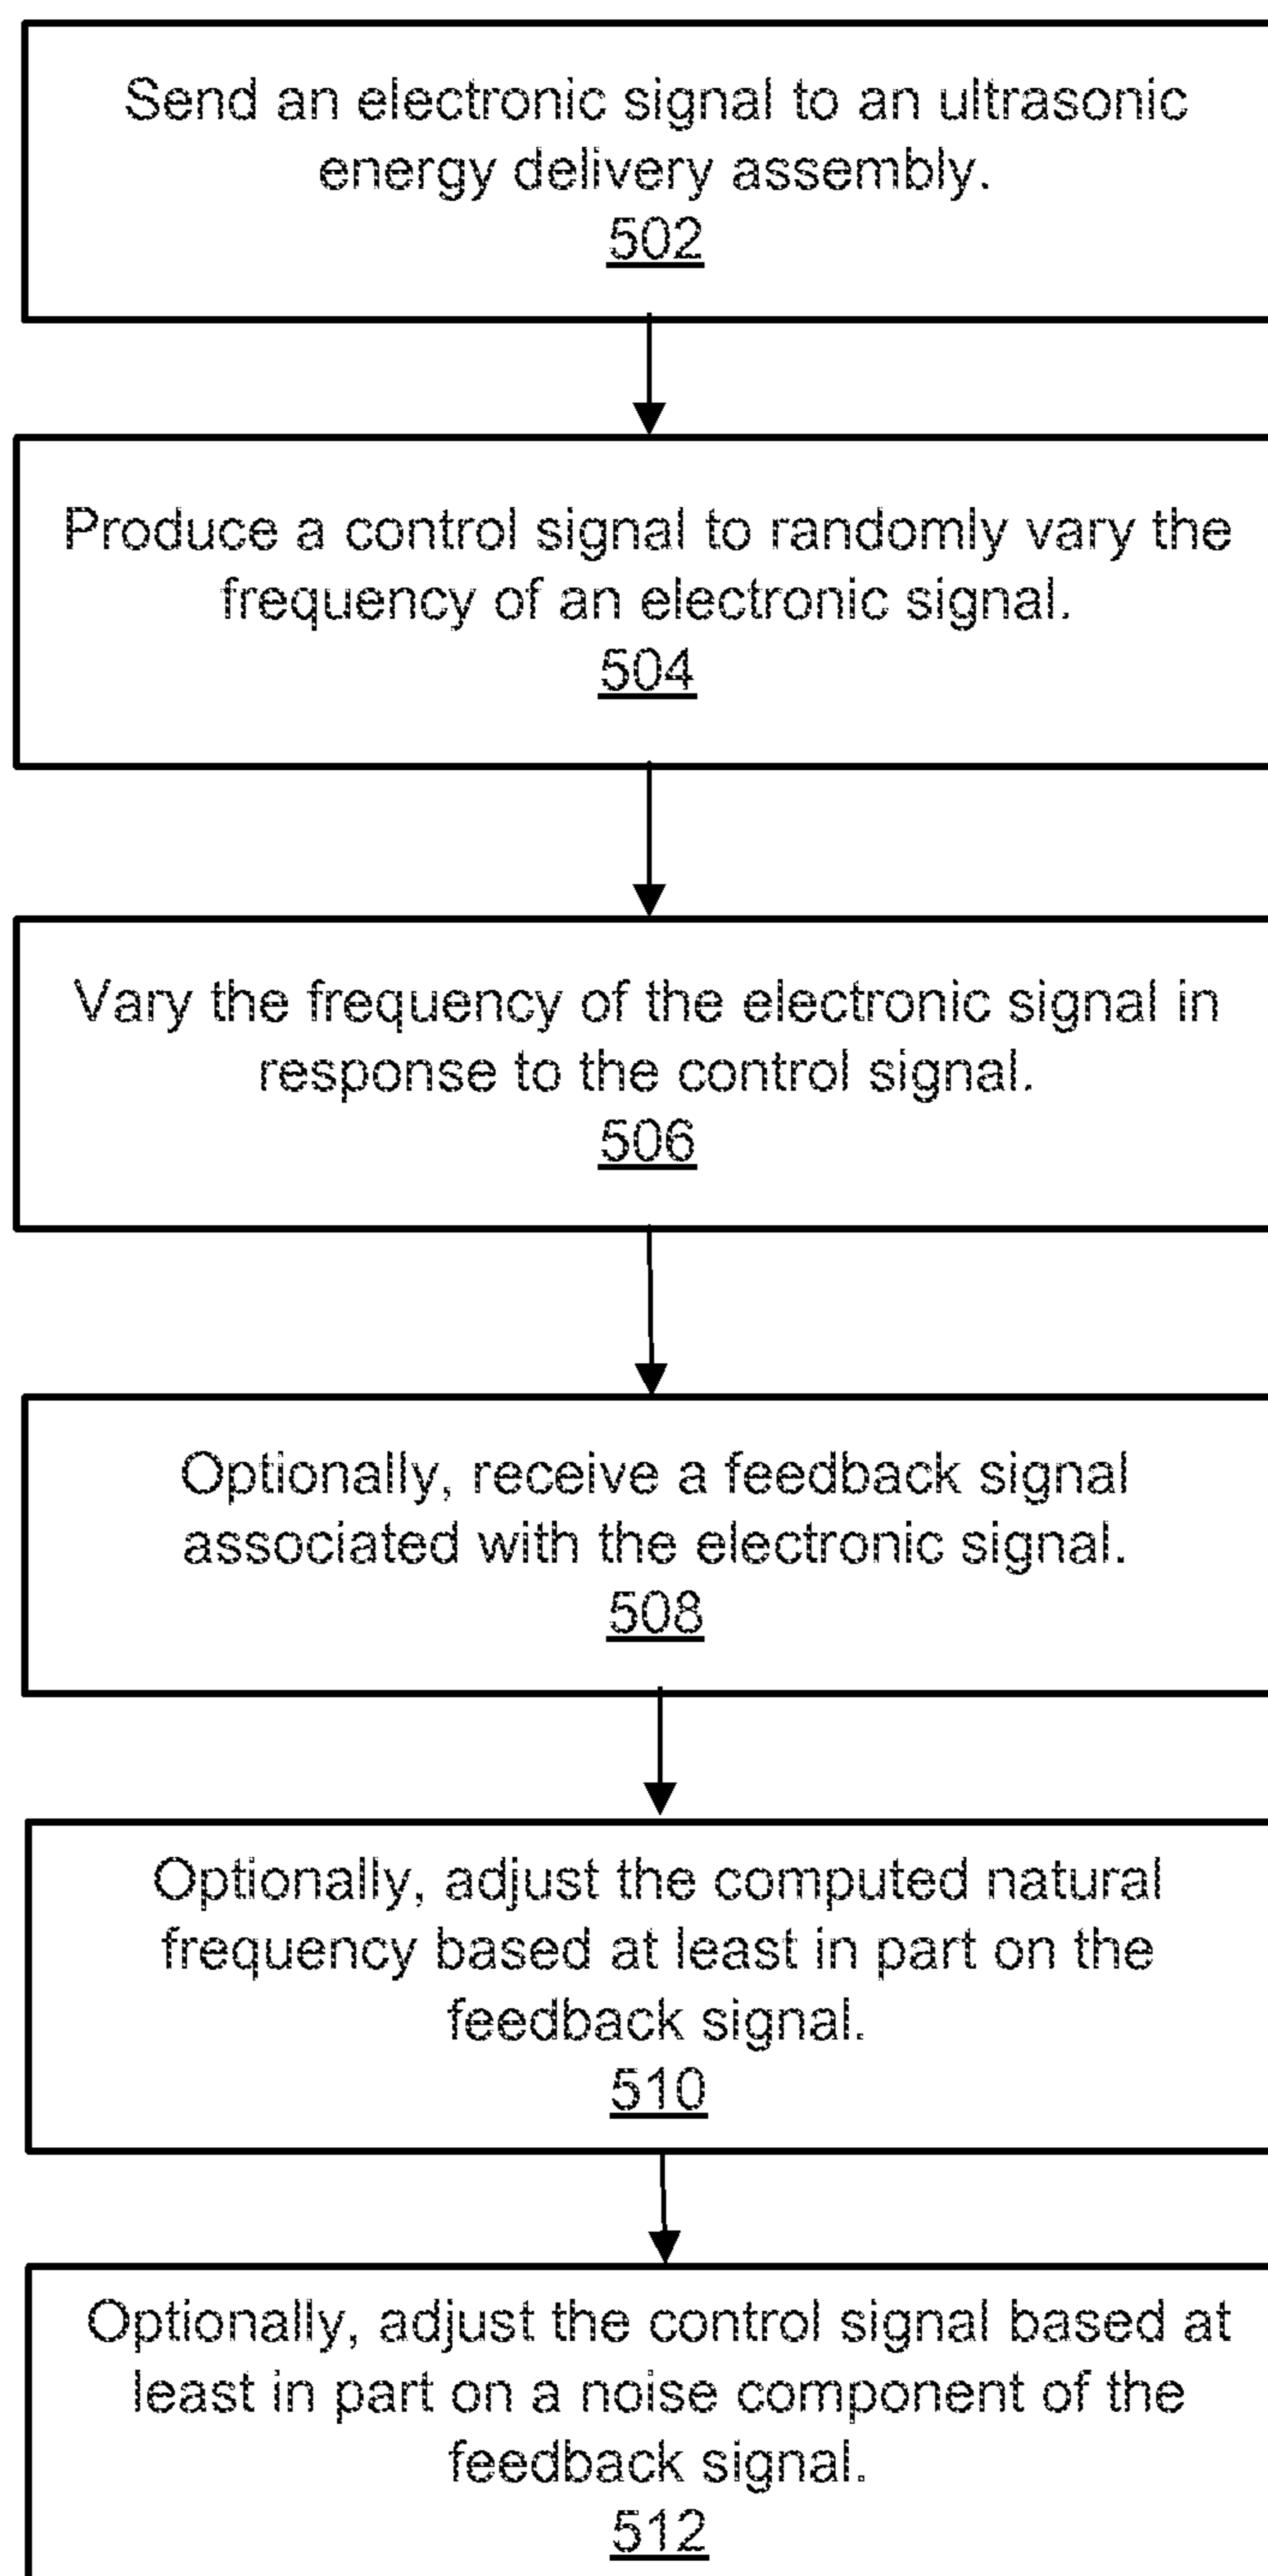 Send an electronic signal to an ultrasonic
energy delivery assembly.
502
Produce a control signal to randomly vary the
frequency of an electronic signal.
504
Vary the frequency of the electronic signal in
response to the control signal.
506
Optionally, receive a feedback signal
associated with the electronic signal.
508
Optionally, adjust the computed natural
frequency based at least in part on the
feedback signal.
510
Optionally, adjust the control signal based at
least in part on a noise component of the
feedback signal.
512